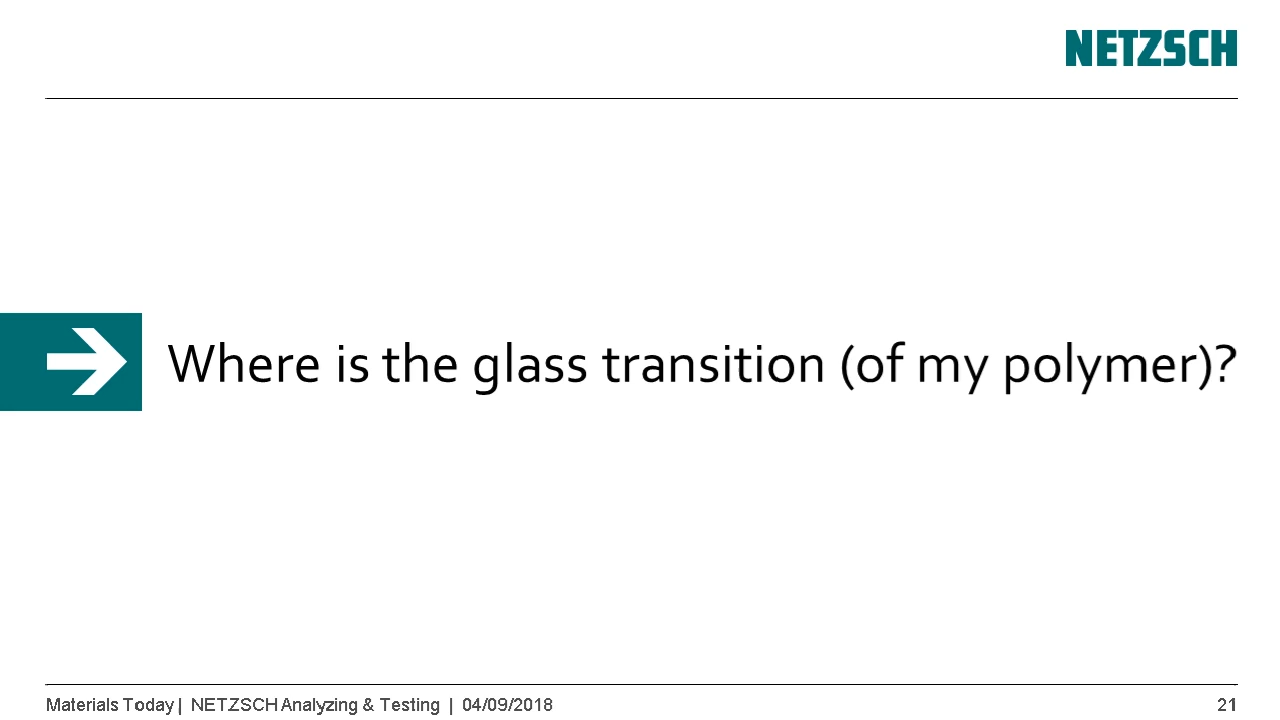 NETZSCH
Where is the glass transition (of my polymer)?
Materials Today | NETZSCH Analyzing & Testing | 04/09/2018 21